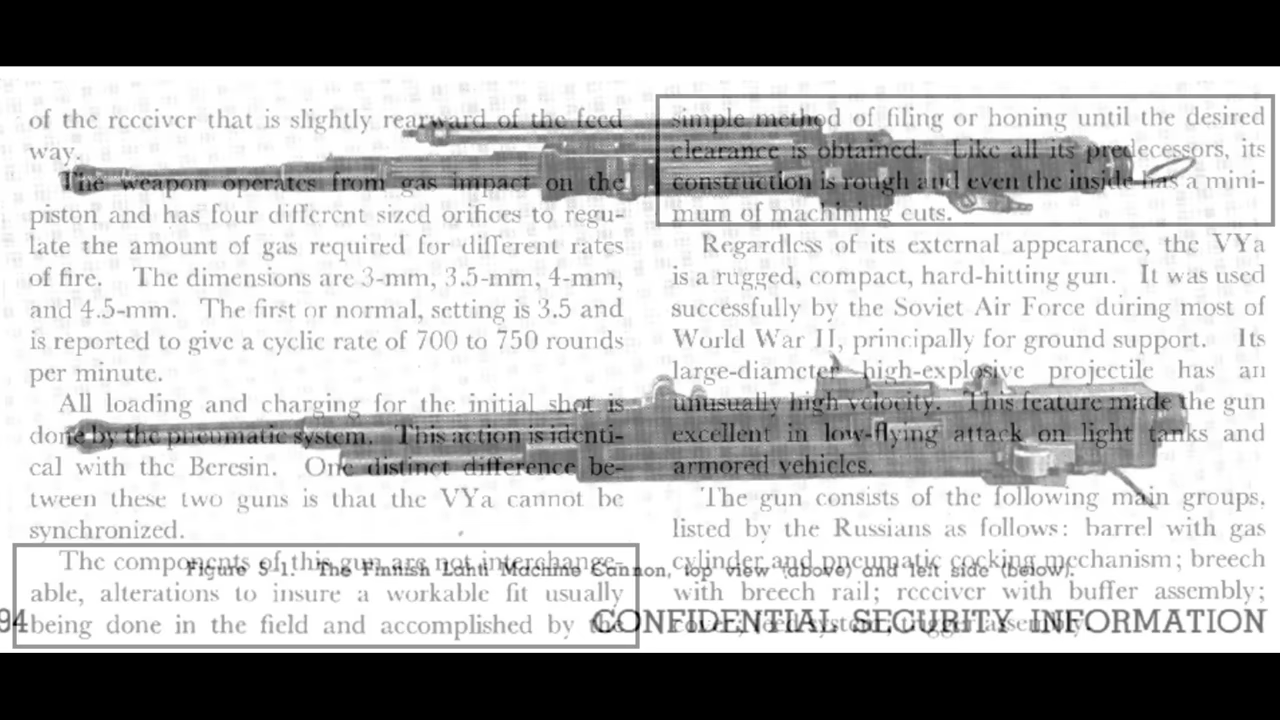 of the receiver that is slightly rearward of the feed
way.
The weapon operates from gas impact on the
piston and has four different sized orifices to regu-
late the amount of gas required for different rates
of fire. The dimensions are 3-mm, 3.5-mm, 4-mm,
and 4.5-mm. The first or normal, setting is 3.5 and
is reported to give a cyclic rate of 700 to 750 rounds
per minute.
All loading and charging for the initial shot is
done by the pneumatic system. This action is identi-
cal with the Beresin. One distinct difference be-
tween these two guns is that the VYa cannot be
synchronized.
The components of this gun are not interchange-
able, alterations to insure a workable fit usually
being done in the field and accomplished by the
simple method of filing or honing until the desired
clearance is obtained. Like all its predecessors, its
construction is rough and even the inside has a mini-
mum of machining cuts.
Regardless of its external appearance, the VYa
is a rugged, compact, hard-hitting gun. It was used
successfully by the Soviet Air Force during most of
World War II, principally for ground support. Its
large-diameter high-explosive projectile has an
unusually high velocity. This feature made the gun
excellent in low-flying attack on light tanks and
armored vehicles.
The gun consists of the following main groups,
listed by the Russians as follows: barrel with gas
cylinder and pneumatic cocking mechanism; breech
with breech rail; receiver with buffer assembly;
cover; feed system; trigger assembly.
Figure 5-1. The Finnish Lahti Machine Cannon, top view (above) and left side (below).
94
CONFIDENTIAL SECURITY INFORMATION